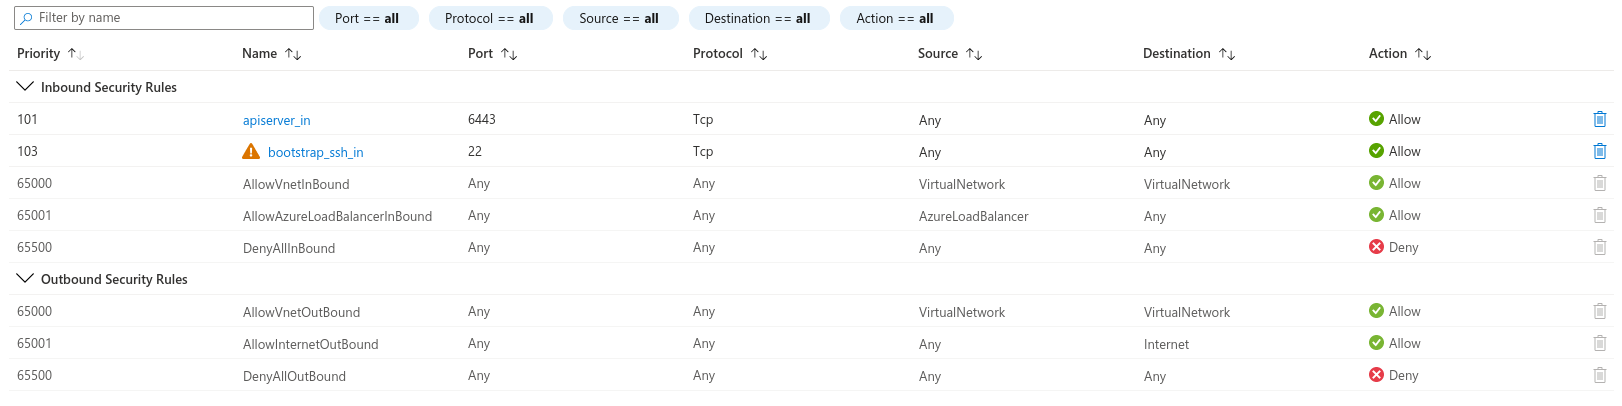 Filter by name Port == all Protocol == all Source == all Destination == all Action == all
Priority Name Port Protocol Source Destination Action
Inbound Security Rules
101 apiserver_in 6443 Tcp Any Any Allow
103 bootstrap_ssh_in 22 Tcp Any Any Allow
65000 AllowVnetInBound Any Any VirtualNetwork VirtualNetwork Allow
65001 AllowAzureLoadBalancerInBound Any Any AzureLoadBalancer Any Allow
65500 DenyAllInBound Any Any Any Any Deny
Outbound Security Rules
65000 AllowVnetOutBound Any Any VirtualNetwork VirtualNetwork Allow
65001 AllowInternetOutBound Any Any Any Internet Allow
65500 DenyAllOutBound Any Any Any Any Deny